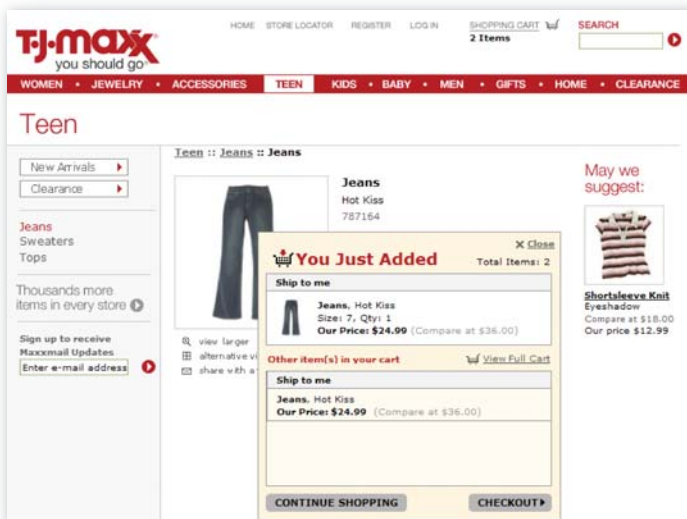 HOME STORE LOCATOR REGISTER LOG IN SHOPPING CART SEARCH
2 Items
T·J·maxx
you should go
WOMEN • JEWELRY • ACCESSORIES TEEN KIDS • BABY • MEN • GIFTS • HOME • CLEARANCE
Teen
New Arrivals
Clearance
Jeans
Sweaters
Tops
Thousands more
items in every store
Sign up to receive
Maxxmail Updates
Enter e-mail address
Teen :: Jeans :: Jeans
Jeans
Hot Kiss
787164
view larger
alternative vi
share with a
X Close
You Just Added Total Items: 2
Ship to me
Jeans, Hot Kiss
Size: 7, Qty: 1
Our Price: $24.99 (Compare at $36.00)
Other item(s) in your cart View Full Cart
Ship to me
Jeans, Hot Kiss
Our Price: $24.99 (Compare at $36.00)
CONTINUE SHOPPING CHECKOUT
May we
suggest:
Shortsleeve Knit
Eyeshadow
Compare at $18.00
Our price $12.99